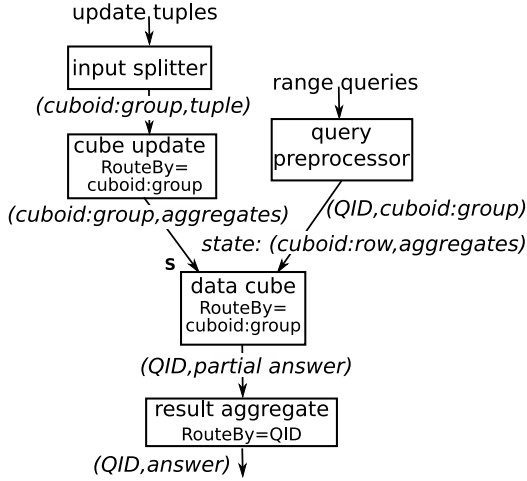 update tuples
input splitter
(cuboid:group,tuple)
range queries
cube update
RouteBy=
cuboid:group
query
preprocessor
(cuboid:group,aggregates)
(QID,cuboid:group)
state: (cuboid:row,aggregates)
s
data cube
RouteBy=
cuboid:group
(QID,partial answer)
result aggregate
RouteBy=QID
(QID,answer)